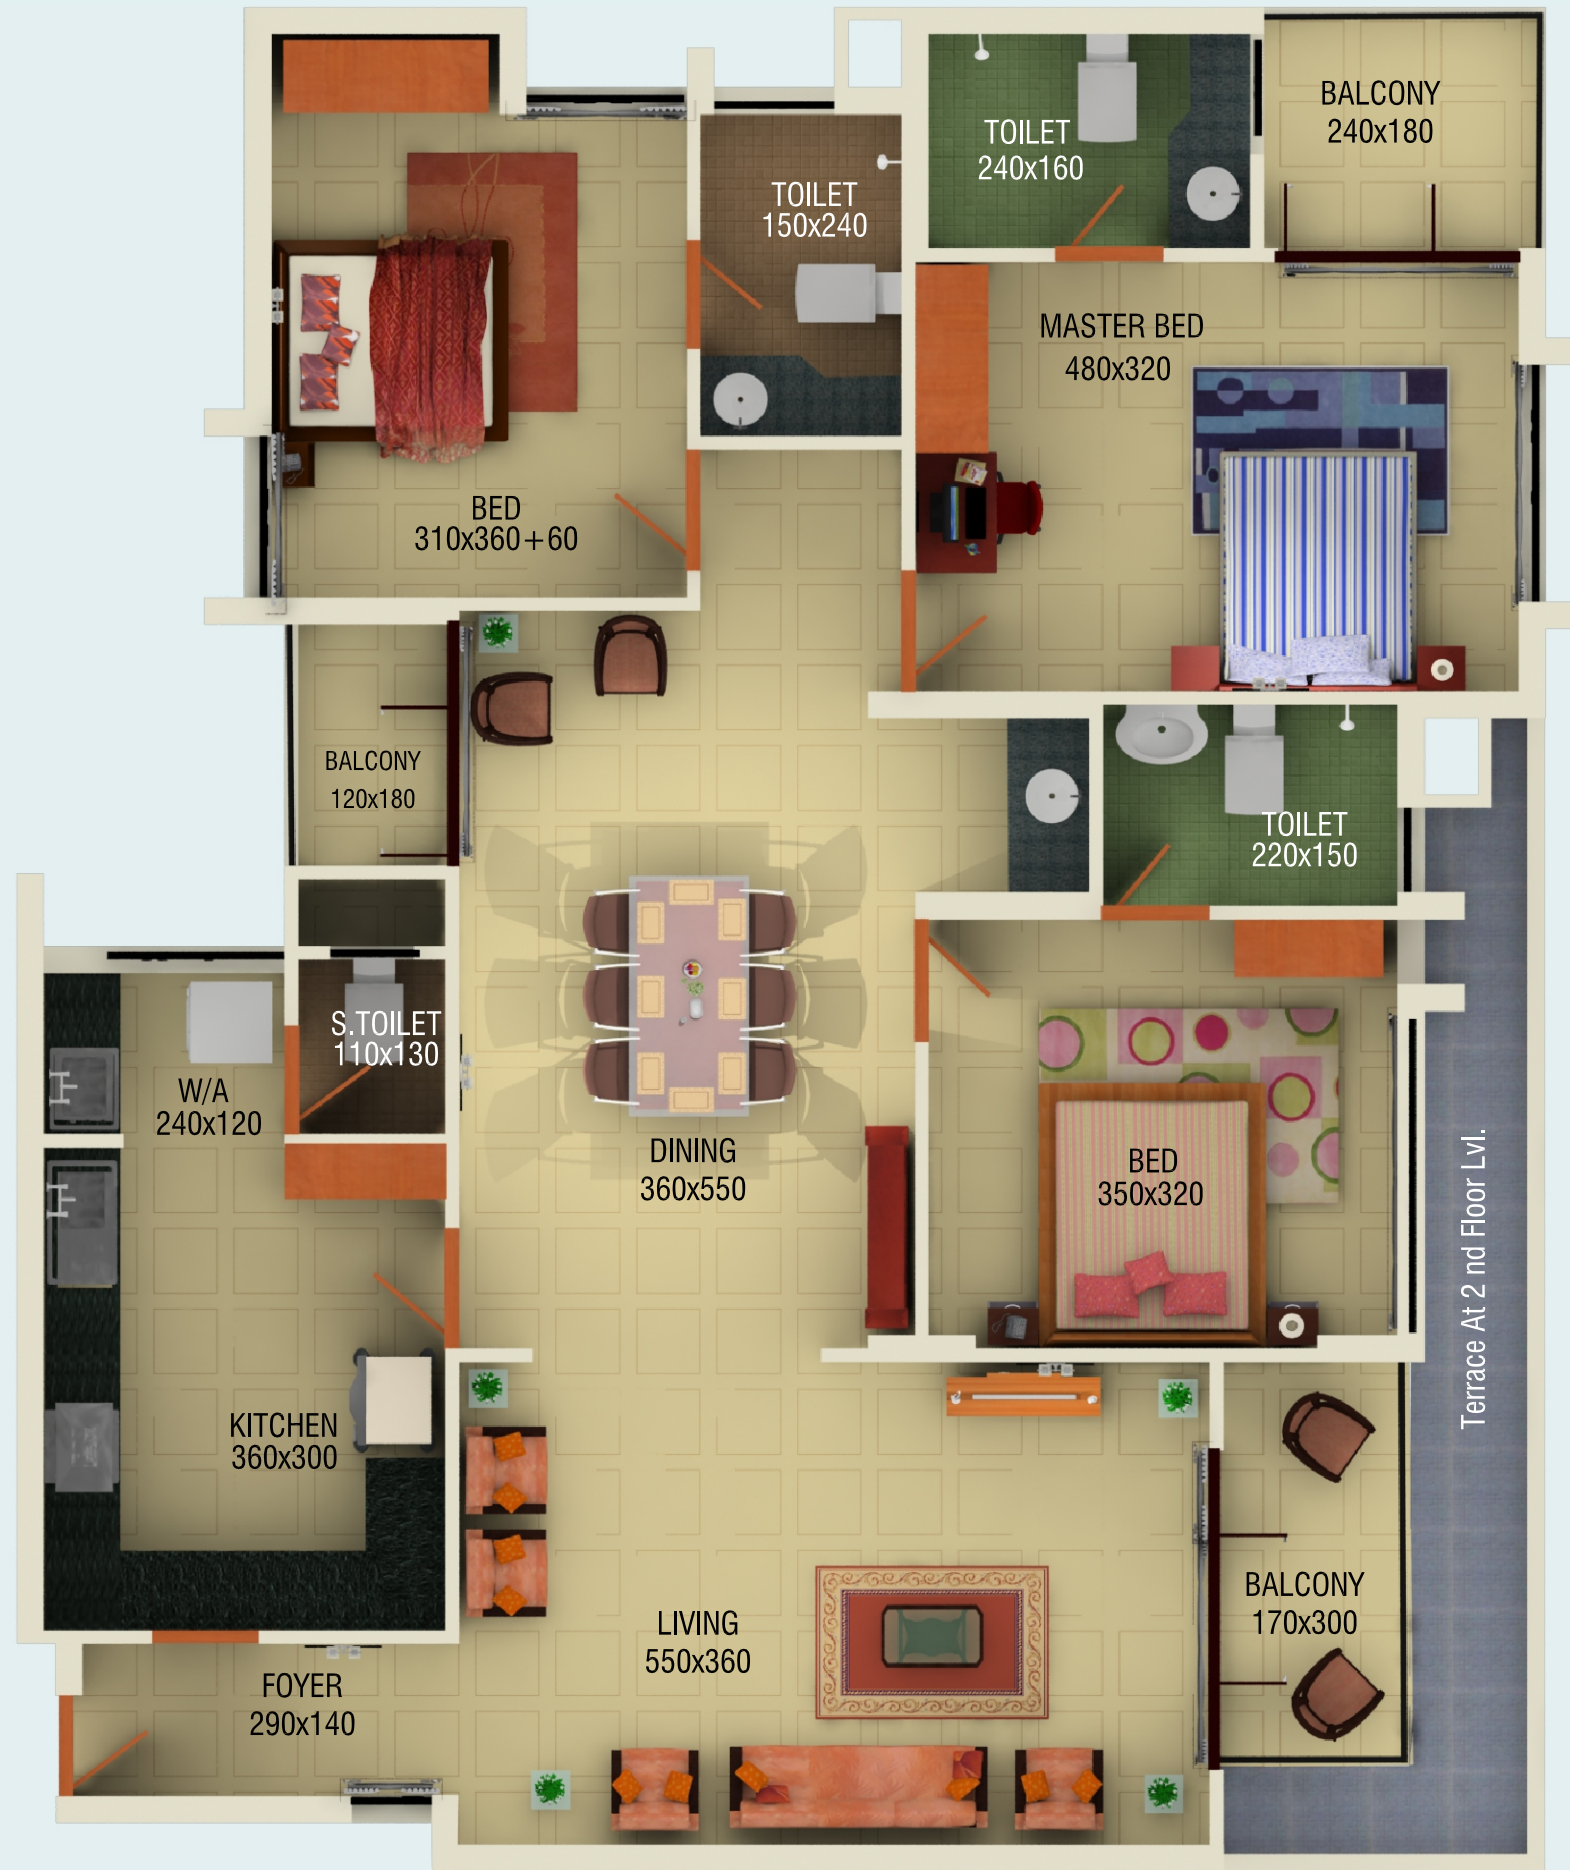 BALCONY
240x180
TOILET
240x160
TOILET
150x240
MASTER BED
480x320
BED
310x360+60
BALCONY
120x180
TOILET
220x150
S.TOILET
110x130
W/A
240x120
DINING
360x550
BED
350x320
Terrace At 2 nd Floor Lvl.
KITCHEN
360x300
LIVING
550x360
BALCONY
170x300
FOYER
290x140